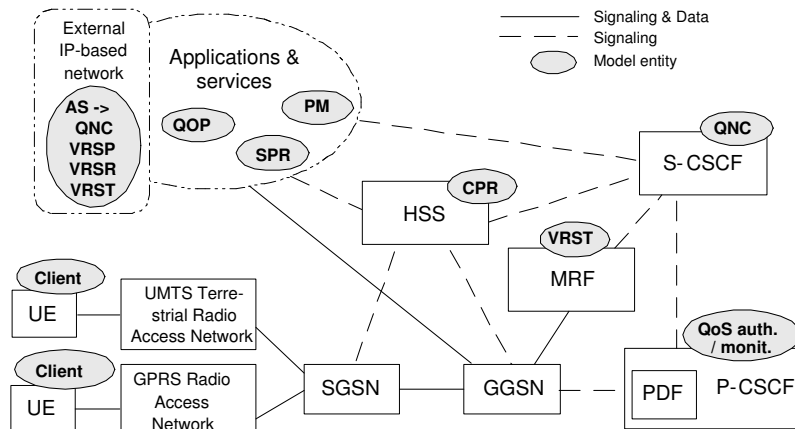 External
IP-based
network
AS ->
QNC
VRSP
VRSR
VRST
Applications &
services
QOP
PM
SPR
Signaling & Data
Signaling
Model entity
QNC
S-CSCF
CPR
HSS
VRST
MRF
Client
UE
UMTS Terre-
strial Radio
Access Network
Client
UE
GPRS Radio
Access
Network
SGSN
GGSN
QoS auth.
/ monit.
PDF
P-CSCF